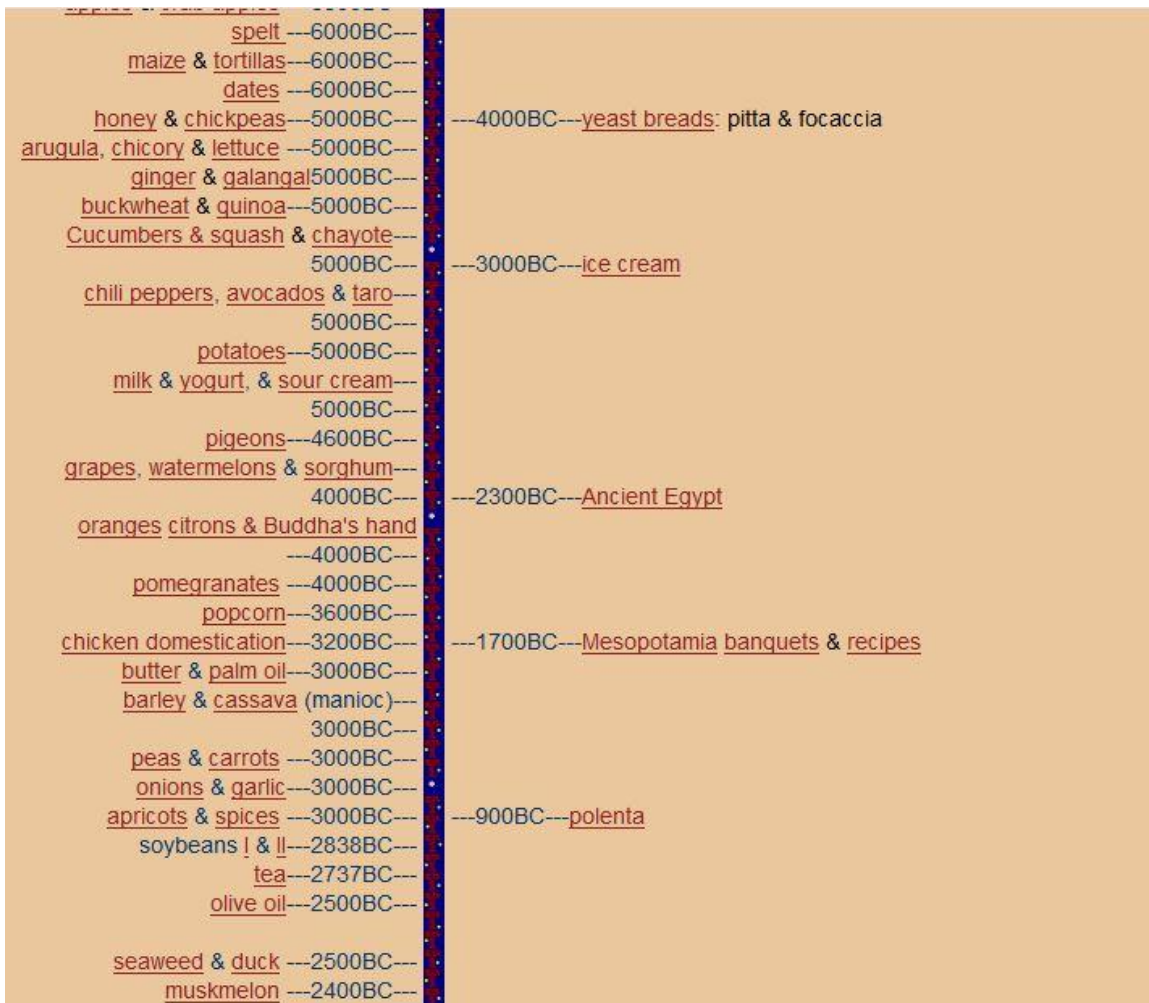 apples & crab apples
spelt ---6000BC---
maize & tortillas---6000BC---
dates ---6000BC---
honey & chickpeas---5000BC---
---4000BC---yeast breads: pitta & focaccia
arugula, chicory & lettuce ---5000BC---
ginger & galangal5000BC---
buckwheat & quinoa---5000BC---
Cucumbers & squash & chayote---
5000BC---
---3000BC---ice cream
chili peppers, avocados & taro---
5000BC---
potatoes---5000BC---
milk & yogurt, & sour cream---
5000BC---
pigeons---4600BC---
grapes, watermelons & sorghum---
4000BC---
---2300BC---Ancient Egypt
oranges citrons & Buddha's hand
---4000BC---
pomegranates ---4000BC---
popcorn---3600BC---
chicken domestication---3200BC---
---1700BC---Mesopotamia banquets & recipes
butter & palm oil---3000BC---
barley & cassava (manioc)---
3000BC---
peas & carrots ---3000BC---
onions & garlic---3000BC---
apricots & spices ---3000BC---
---900BC---polenta
soybeans I & II---2838BC---
tea---2737BC---
olive oil---2500BC---
seaweed & duck ---2500BC---
muskmelon ---2400BC---